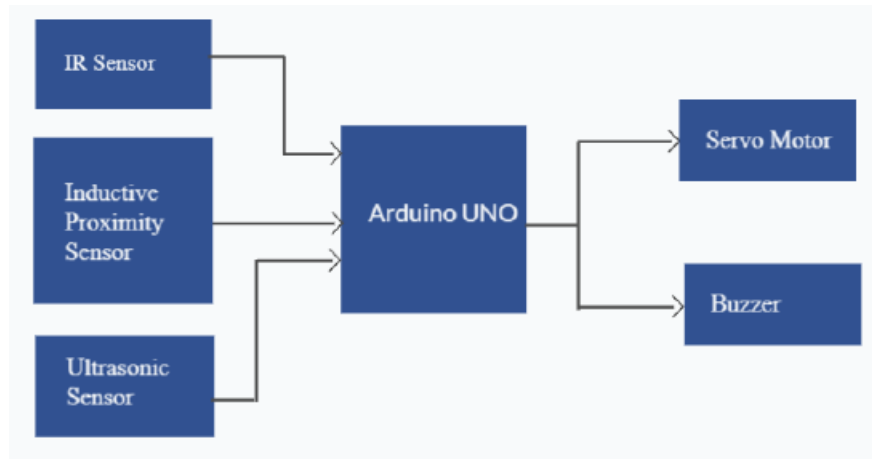 IR Sensor
Inductive
Proximity
Sensor
Ultrasonic
Sensor
Arduino UNO
Servo Motor
Buzzer